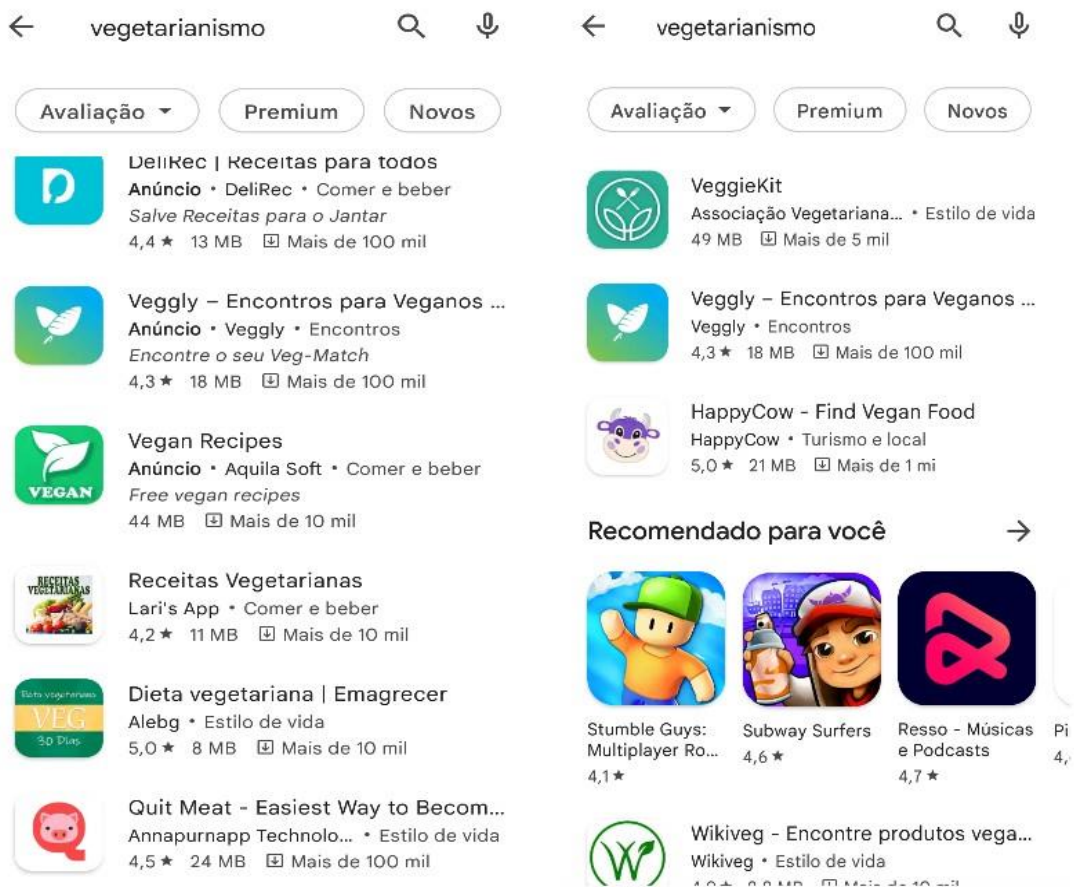 vegetarianismo
Avaliação Premium Novos
DeliRec | Receitas para todos
Anúncio • DeliRec • Comer e beber
Salve Receitas para o Jantar
4,4 ★ 13 MB Mais de 100 mil
Veggly – Encontros para Veganos ...
Anúncio • Veggly • Encontros
Encontre o seu Veg-Match
4,3 ★ 18 MB Mais de 100 mil
VEGAN
Vegan Recipes
Anúncio • Aquila Soft • Comer e beber
Free vegan recipes
44 MB Mais de 10 mil
RECEITAS
VEGETARIANAS
Receitas Vegetarianas
Lari's App • Comer e beber
4,2 ★ 11 MB Mais de 10 mil
Dieta vegetariana
VEG
30 Dias
Dieta vegetariana | Emagrecer
Alebg • Estilo de vida
5,0 ★ 8 MB Mais de 10 mil
Quit Meat - Easiest Way to Becom...
Annapurnapp Technolo... • Estilo de vida
4,5 ★ 24 MB Mais de 100 mil
vegetarianismo
Avaliação Premium Novos
VeggieKit
Associação Vegetariana... • Estilo de vida
49 MB Mais de 5 mil
Veggly – Encontros para Veganos ...
Veggly • Encontros
4,3 ★ 18 MB Mais de 100 mil
HappyCow - Find Vegan Food
HappyCow • Turismo e local
5,0 ★ 21 MB Mais de 1 mi
Recomendado para você
Stumble Guys:
Multiplayer Ro...
4,1 ★
Subway Surfers
4,6 ★
Resso - Músicas
e Podcasts
4,7 ★
Pi
4,
W
Wikiveg - Encontre produtos vega...
Wikiveg • Estilo de vida
Mais de 10 mil